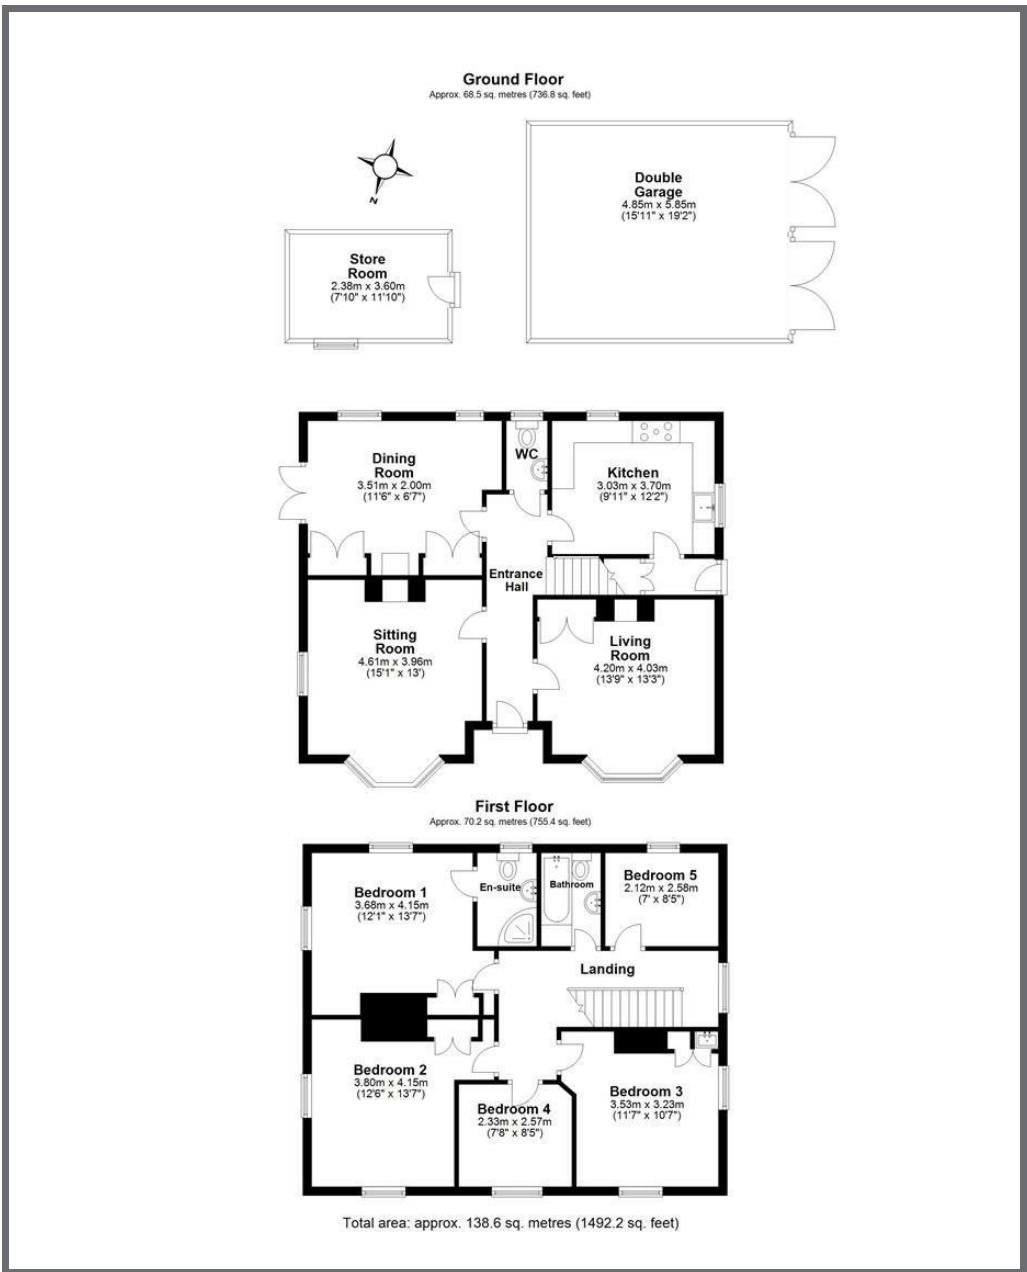 Ground Floor
Approx. 68.5 sq. metres (736.8 sq. feet)
N
Double
Garage
4.85m x 5.85m
(15'11" x 19'2")
Store
Room
2.38m x 3.60m
(7'10" x 11'10")
Dining
Room
3.51m x 2.00m
(11'6" x 6'7")
WC
Kitchen
3.03m x 3.70m
(9'11" x 12'2")
Entrance
Hall
Sitting
Room
4.61m x 3.96m
(15'1" x 13')
Living
Room
4.20m x 4.03m
(13'9" x 13'3")
First Floor
Approx. 70.2 sq. metres (755.4 sq. feet)
Bedroom 1
3.68m x 4.15m
(12'1" x 13'7")
En-suite
Bathroom
Bedroom 5
2.12m x 2.58m
(7' x 8'5")
Landing
Bedroom 2
3.80m x 4.15m
(12'6" x 13'7")
Bedroom 4
2.33m x 2.57m
(7'8" x 8'5")
Bedroom 3
3.53m x 3.23m
(11'7" x 10'7")
Total area: approx. 138.6 sq. metres (1492.2 sq. feet)